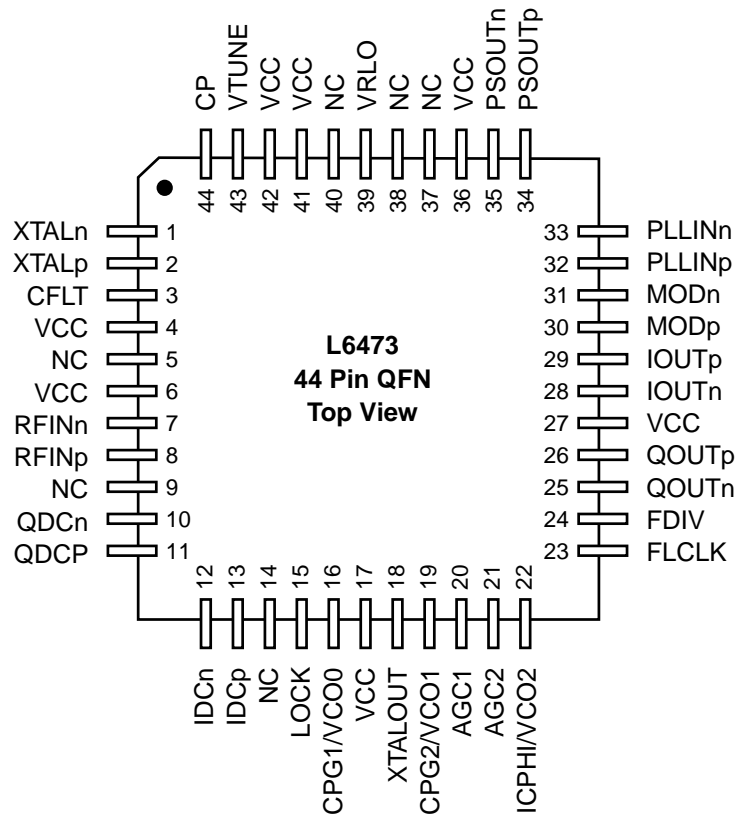 CP
VTUNE
VCC
VCC
NC
VRLO
NC
NC
VCC
PSOUTn
PSOUTp
44
43
42
41
40
39
38
37
36
35
34
XTALn 1
XTALp 2
CFLT 3
VCC 4
NC 5
VCC 6
RFINn 7
RFINp 8
NC 9
QDCn 10
QDCP 11
L6473
44 Pin QFN
Top View
33 PLLINn
32 PLLINp
31 MODn
30 MODp
29 IOUTp
28 IOUTn
27 VCC
26 QOUTp
25 QOUTn
24 FDIV
23 FLCLK
12
13
14
15
16
17
18
19
20
21
22
IDCn
IDCp
NC
LOCK
CPG1/VCO0
VCC
XTALOUT
CPG2/VCO1
AGC1
AGC2
ICPHI/VCO2